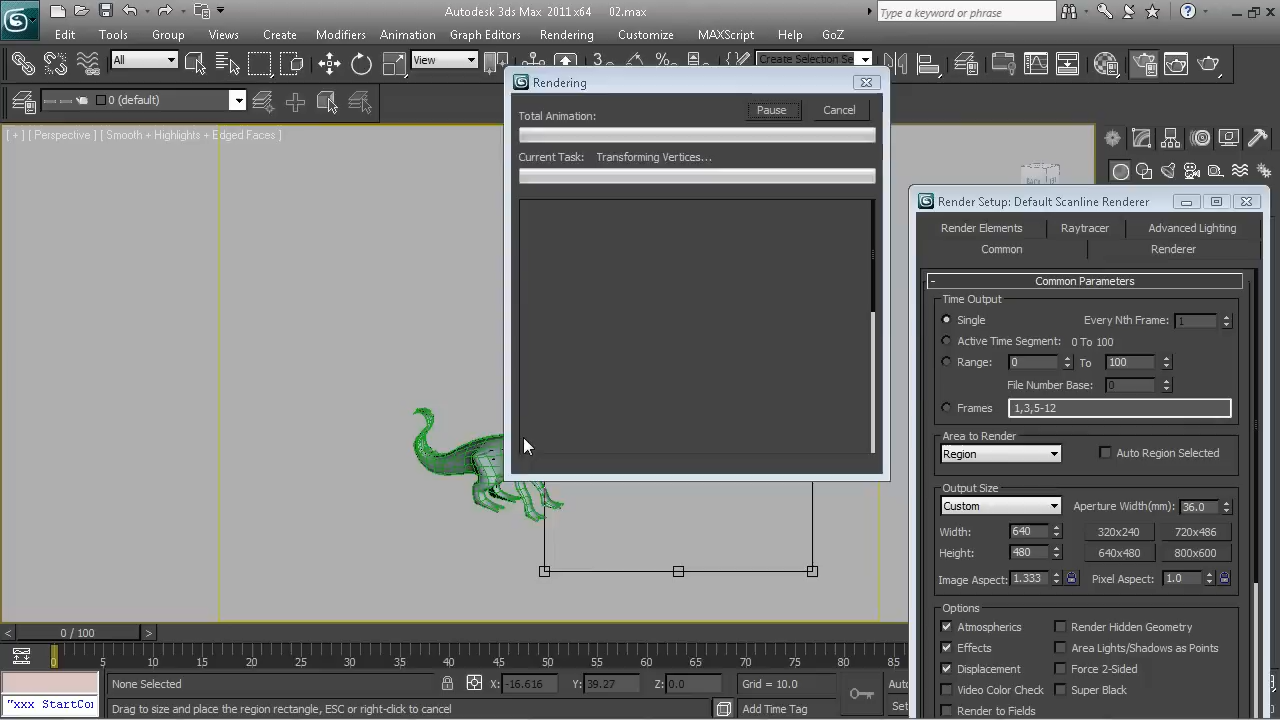 Autodesk 3ds Max 2011x64 02.max
Type a keyword or phrase
Edit Tools Group Views Create Modifiers Animation Graph Editors Rendering Customize MAXScript Help GoZ
All View Create Selection Se
0 (default)
[ + ] [ Perspective ] [ Smooth + Highlights + Edged Faces ]
Rendering
Total Animation: Pause Cancel
Current Task: Transforming Vertices...
Render Setup: Default Scanline Renderer
Render Elements Raytracer Advanced Lighting
Common Renderer
- Common Parameters
Time Output
Single Every Nth Frame: 1
Active Time Segment: 0 To 100
Range: 0 To 100
File Number Base: 0
Frames 1,3,5-12
Area to Render
Region Auto Region Selected
Output Size
Custom Aperture Width(mm): 36.0
Width: 640 320x240 720x486
Height: 480 640x480 800x600
Image Aspect: 1.333 Pixel Aspect: 1.0
Options
Atmospherics Render Hidden Geometry
Effects Area Lights/Shadows as Points
Displacement Force 2-Sided
Video Color Check Super Black
Render to Fields
< 0 / 100 >
0 5 10 15 20 25 30 35 40 45 50 55 60 65 70 75 80 85
None Selected X: -16.616 Y: 39.27 Z: 0.0 Grid = 10.0 Au
"xxx StartCor Drag to size and place the region rectangle, ESC or right-click to cancel Add Time Tag Se